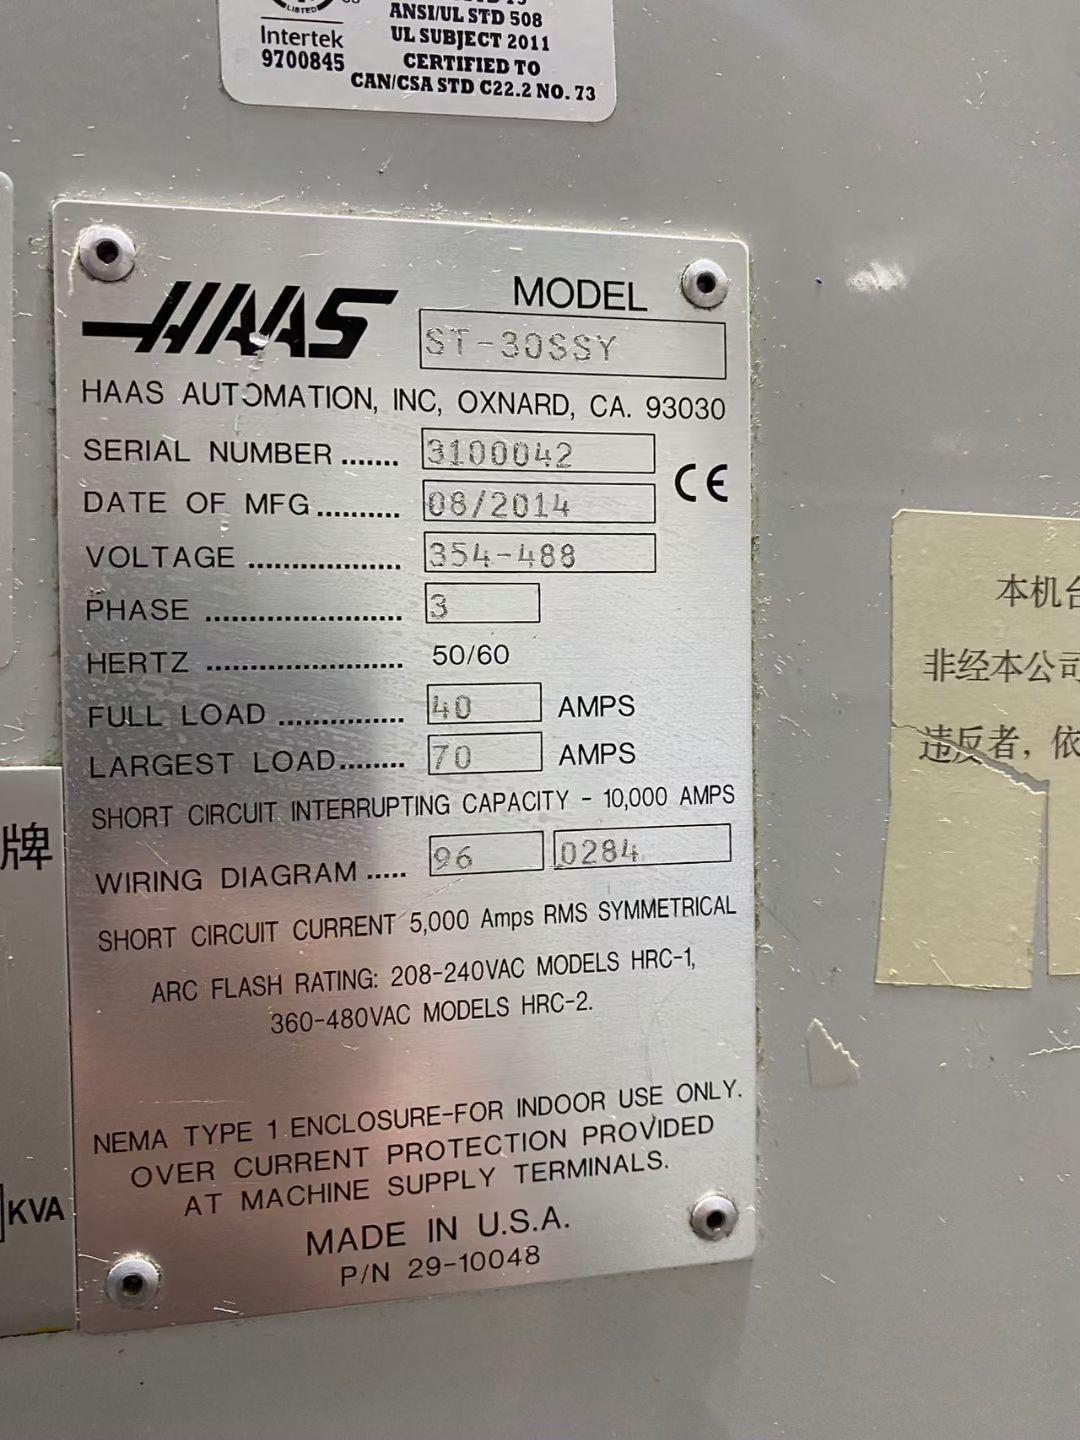 LISTED
ANSI/UL STD 508
Intertek
9700845
UL SUBJECT 2011
CERTIFIED TO
CAN/CSA STD C22.2 NO. 73
HAAS
MODEL
ST-30SSY
HAAS AUTOMATION, INC, OXNARD, CA. 93030
SERIAL NUMBER ....... 3100042
CE
DATE OF MFG .......... 08/2014
VOLTAGE .................. 354-488
PHASE ....................... 3
HERTZ ....................... 50/60
FULL LOAD ............... 40 AMPS
LARGEST LOAD ........ 70 AMPS
SHORT CIRCUIT INTERRUPTING CAPACITY - 10,000 AMPS
WIRING DIAGRAM ..... 96 0284
SHORT CIRCUIT CURRENT 5,000 Amps RMS SYMMETRICAL
ARC FLASH RATING: 208-240VAC MODELS HRC-1,
360-480VAC MODELS HRC-2.
NEMA TYPE 1 ENCLOSURE-FOR INDOOR USE ONLY.
OVER CURRENT PROTECTION PROVIDED
AT MACHINE SUPPLY TERMINALS.
MADE IN U.S.A.
P/N 29-10048
牌
KVA
本机台
非经本公司
违反者，依